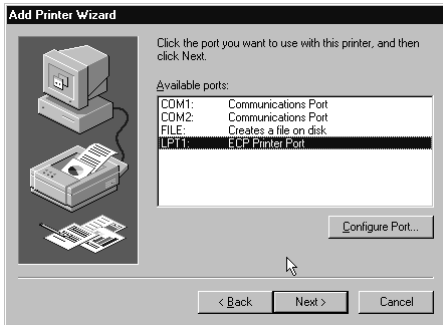 Add Printer Wizard
Click the port you want to use with this printer, and then
click Next.
Available ports:
COM1: Communications Port
COM2: Communications Port
FILE: Creates a file on disk
LPT1: ECP Printer Port
Configure Port...
< Back Next > Cancel